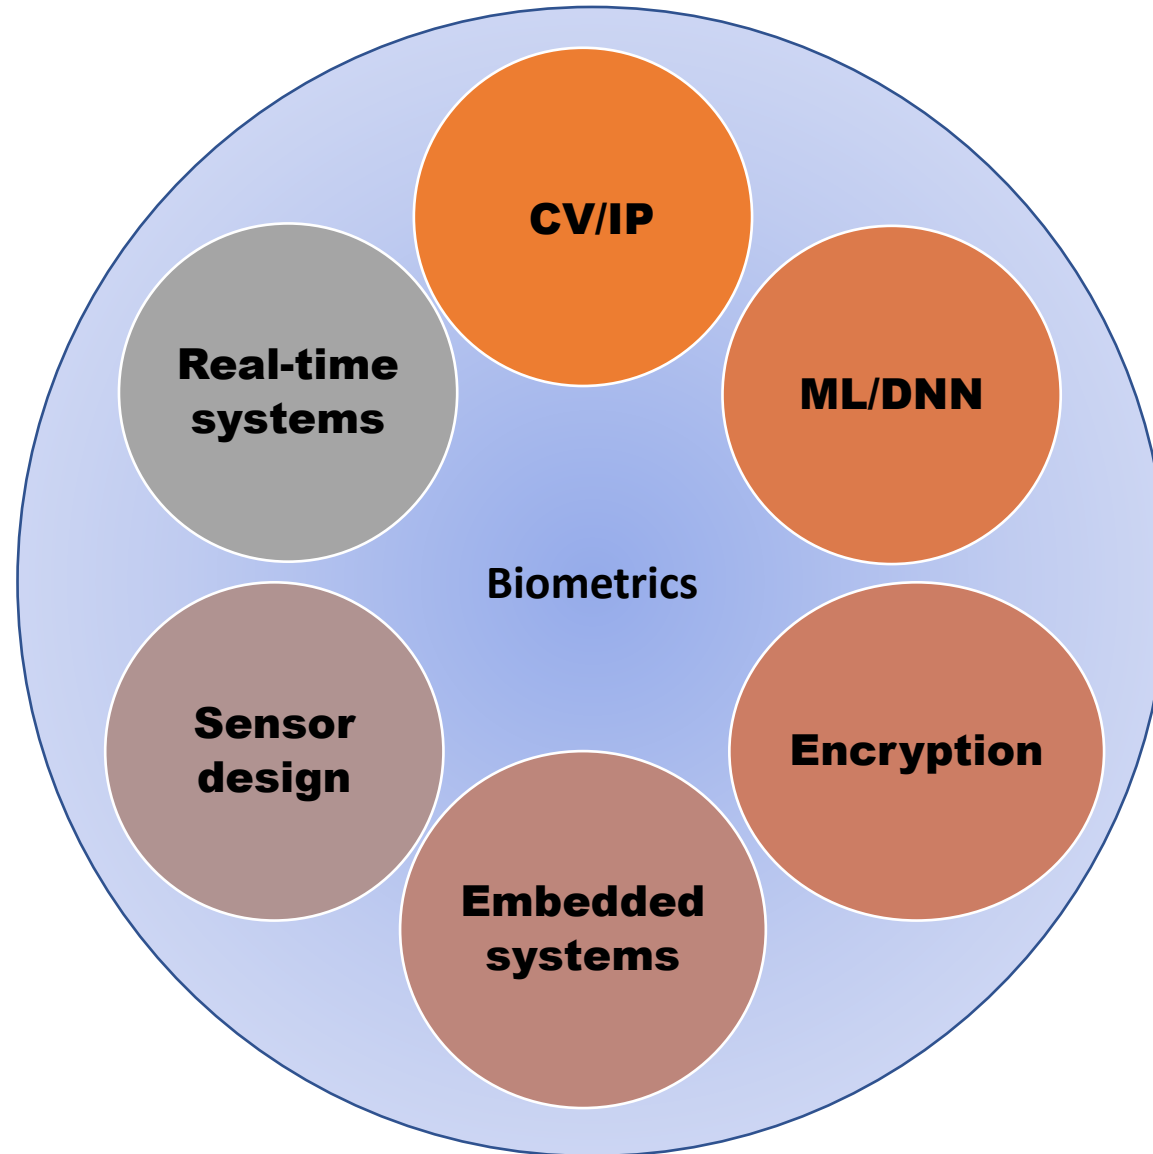 CV/IP
Real-time
systems
ML/DNN
Biometrics
Sensor
design
Encryption
Embedded
systems